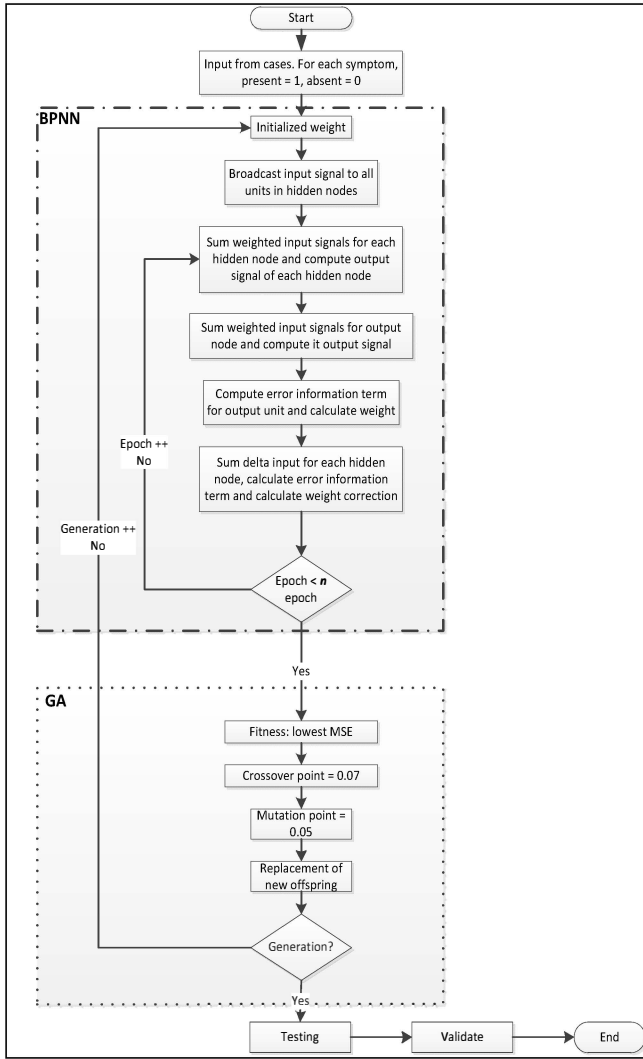 Start
Input from cases. For each symptom,
present = 1, absent = 0
BPNN
Initialized weight
Broadcast input signal to all
units in hidden nodes
Sum weighted input signals for each
hidden node and compute output
signal of each hidden node
Sum weighted input signals for output
node and compute it output signal
Compute error information term
for output unit and calculate weight
Epoch ++
No
Sum delta input for each hidden
node, calculate error information
term and calculate weight correction
Generation ++
No
Epoch < n
epoch
Yes
GA
Fitness: lowest MSE
Crossover point = 0.07
Mutation point =
0.05
Replacement of
new offspring
Generation?
Yes
Testing
Validate
End